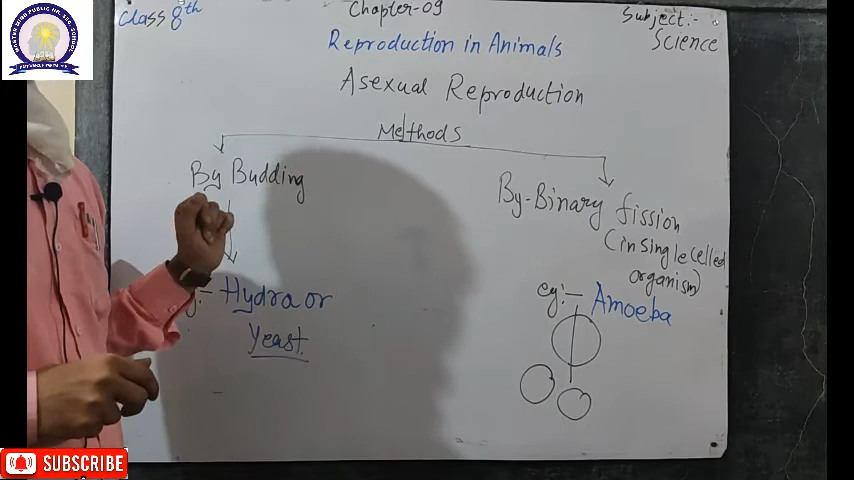 Class 8th
Chapter-09
Subject:-
Science
Reproduction in Animals
Asexual Reproduction
Methods
By Budding
By-Binary fission
(in single celled
organism)
Hydra or
Yeast.
eg:- Amoeba
SUBSCRIBE